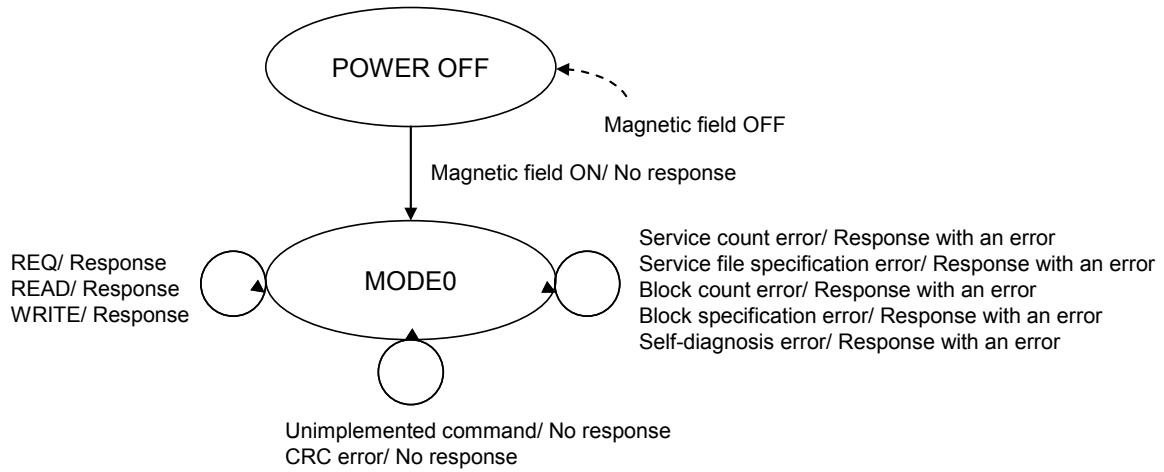 POWER OFF
Magnetic field OFF
Magnetic field ON/ No response
REQ/ Response
READ/ Response
WRITE/ Response
MODE0
Service count error/ Response with an error
Service file specification error/ Response with an error
Block count error/ Response with an error
Block specification error/ Response with an error
Self-diagnosis error/ Response with an error
Unimplemented command/ No response
CRC error/ No response